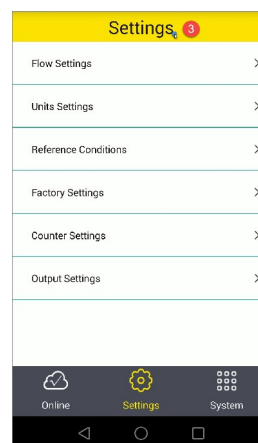 Settings 3
Flow Settings
Units Settings
Reference Conditions
Factory Settings
Counter Settings
Output Settings
Online Settings System